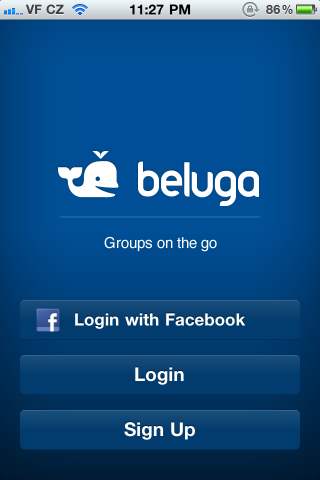 VF CZ 11:27 PM 86%
beluga
Groups on the go
f Login with Facebook
Login
Sign Up